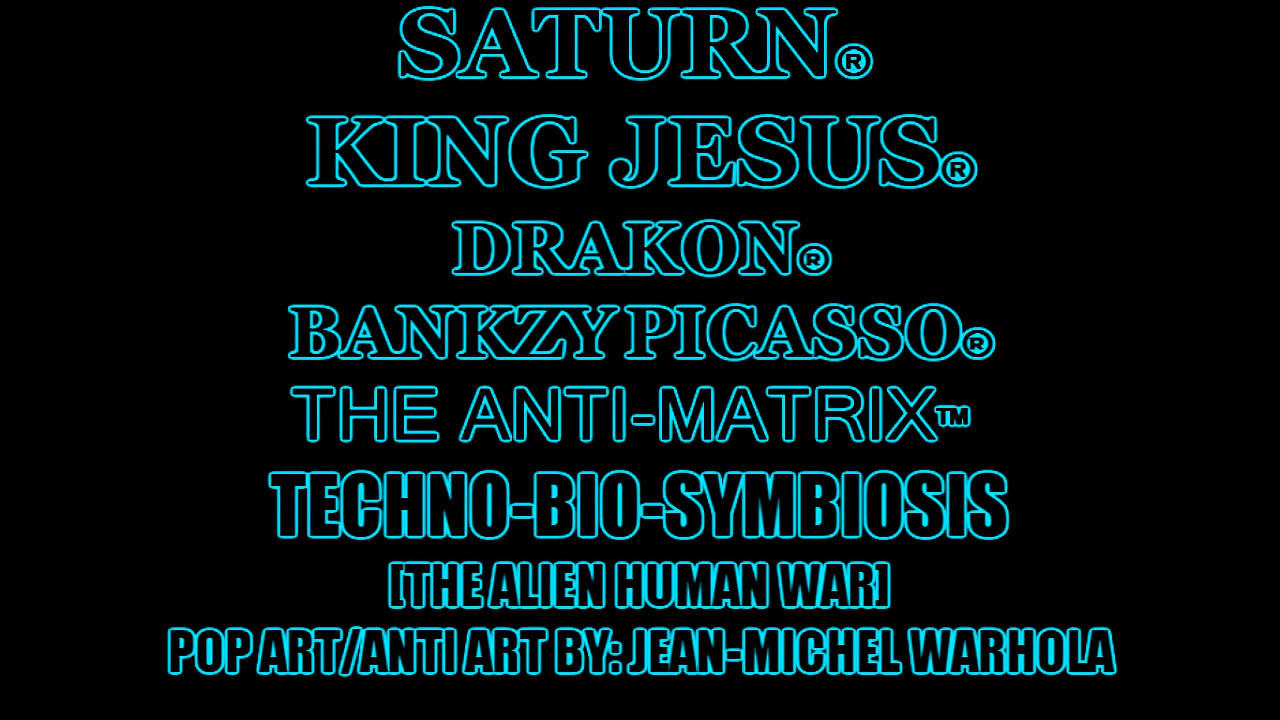 SATURN®
KING JESUS®
DRAKON®
BANKZY PICASSO®
THE ANTI-MATRIX™
TECHNO-BIO-SYMBIOSIS
[THE ALIEN HUMAN WAR]
POP ART/ANTI ART BY: JEAN-MICHEL WARHOLA